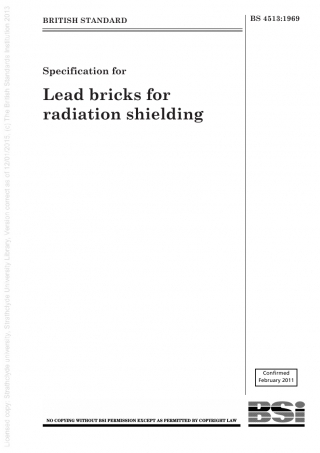 BRITISH STANDARD
BS 4513:1969
Specification for
Lead bricks for
radiation shielding
Confirmed
February 2011
BSi
NO COPYING WITHOUT BSI PERMISSION EXCEPT AS PERMITTED BY COPYRIGHT LAW
Licensed copy: Strathclyde University, Strathclyde University Library, Version correct as of 12/01/2013, (c) The British Standards Institution 2013